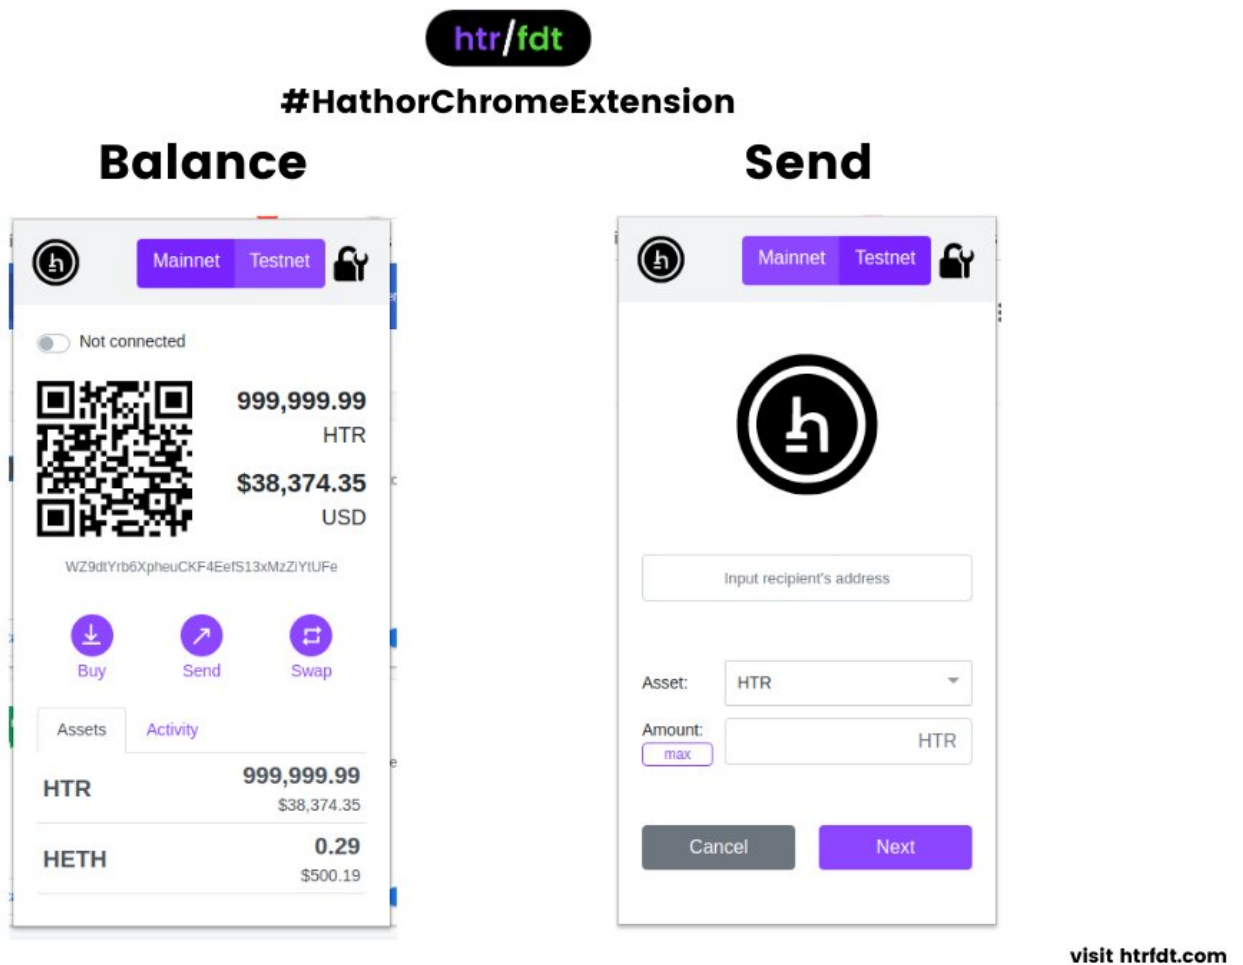 htr/fdt
#HathorChromeExtension
Balance
Mainnet Testnet
Not connected
999,999.99
HTR
$38,374.35
USD
WZ9dtYrb6XpheuCKF4EefS13xMzZiYtUFe
Buy Send Swap
Assets Activity
HTR 999,999.99
$38,374.35
HETH 0.29
$500.19
Send
Mainnet Testnet
Input recipient's address
Asset: HTR
Amount: HTR
max
Cancel Next
visit htrfdt.com